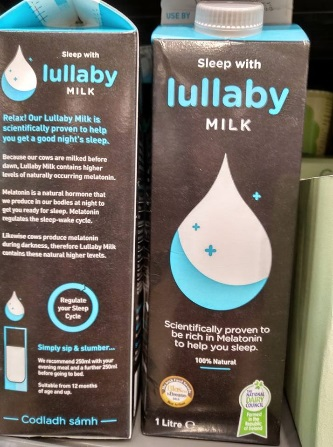 Sleep with
lullaby
MILK
Relax! Our Lullaby Milk is
scientifically proven to help
you get a good night's sleep.
Because our cows are milked before
dawn, Lullaby Milk contains higher
levels of naturally occurring melatonin.
Melatonin is a natural hormone that
we produce in our bodies at night to
get you ready for sleep. Melatonin
regulates the sleep-wake cycle.
Likewise cows produce melatonin
during darkness, therefore Lullaby Milk
contains these natural higher levels.
Regulate
your Sleep
Cycle
Simply sip & slumber...
We recommend 250ml with your
evening meal and a further 250ml
before going to bed.
Suitable from 12 months
of age and up.
Codladh sámh
USE BY
Sleep with
lullaby
MILK
Scientifically proven to
be rich in Melatonin
to help you sleep.
100% Natural
1 Litre e
THE NATIONAL
DAIRY
COUNCIL
Farmed in the
Republic
of Ireland